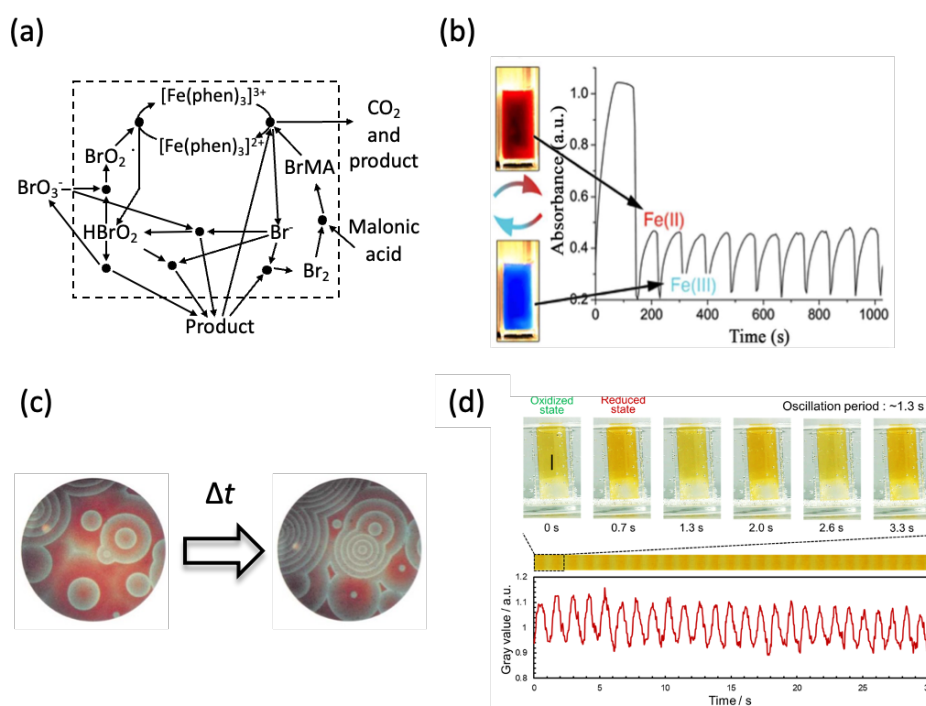 (a)
[Fe(phen)₃]³⁺
[Fe(phen)₃]²⁺
CO₂
and
product
BrO₂˙
BrMA
BrO₃⁻
HBrO₂
Br⁻
Malonic
acid
Br₂
Product
(b)
Absorbance (a.u.)
1.0
0.8
0.6
0.4
0.2
Fe(II)
Fe(III)
0 200 400 600 800 1000
Time (s)
(c)
Δt
(d)
Oxidized
state
Reduced
state
Oscillation period : ~1.3 s
0 s 0.7 s 1.3 s 2.0 s 2.6 s 3.3 s
Gray value / a.u.
1.2
1.1
1
0.9
0.8
0 5 10 15 20 25 3
Time / s